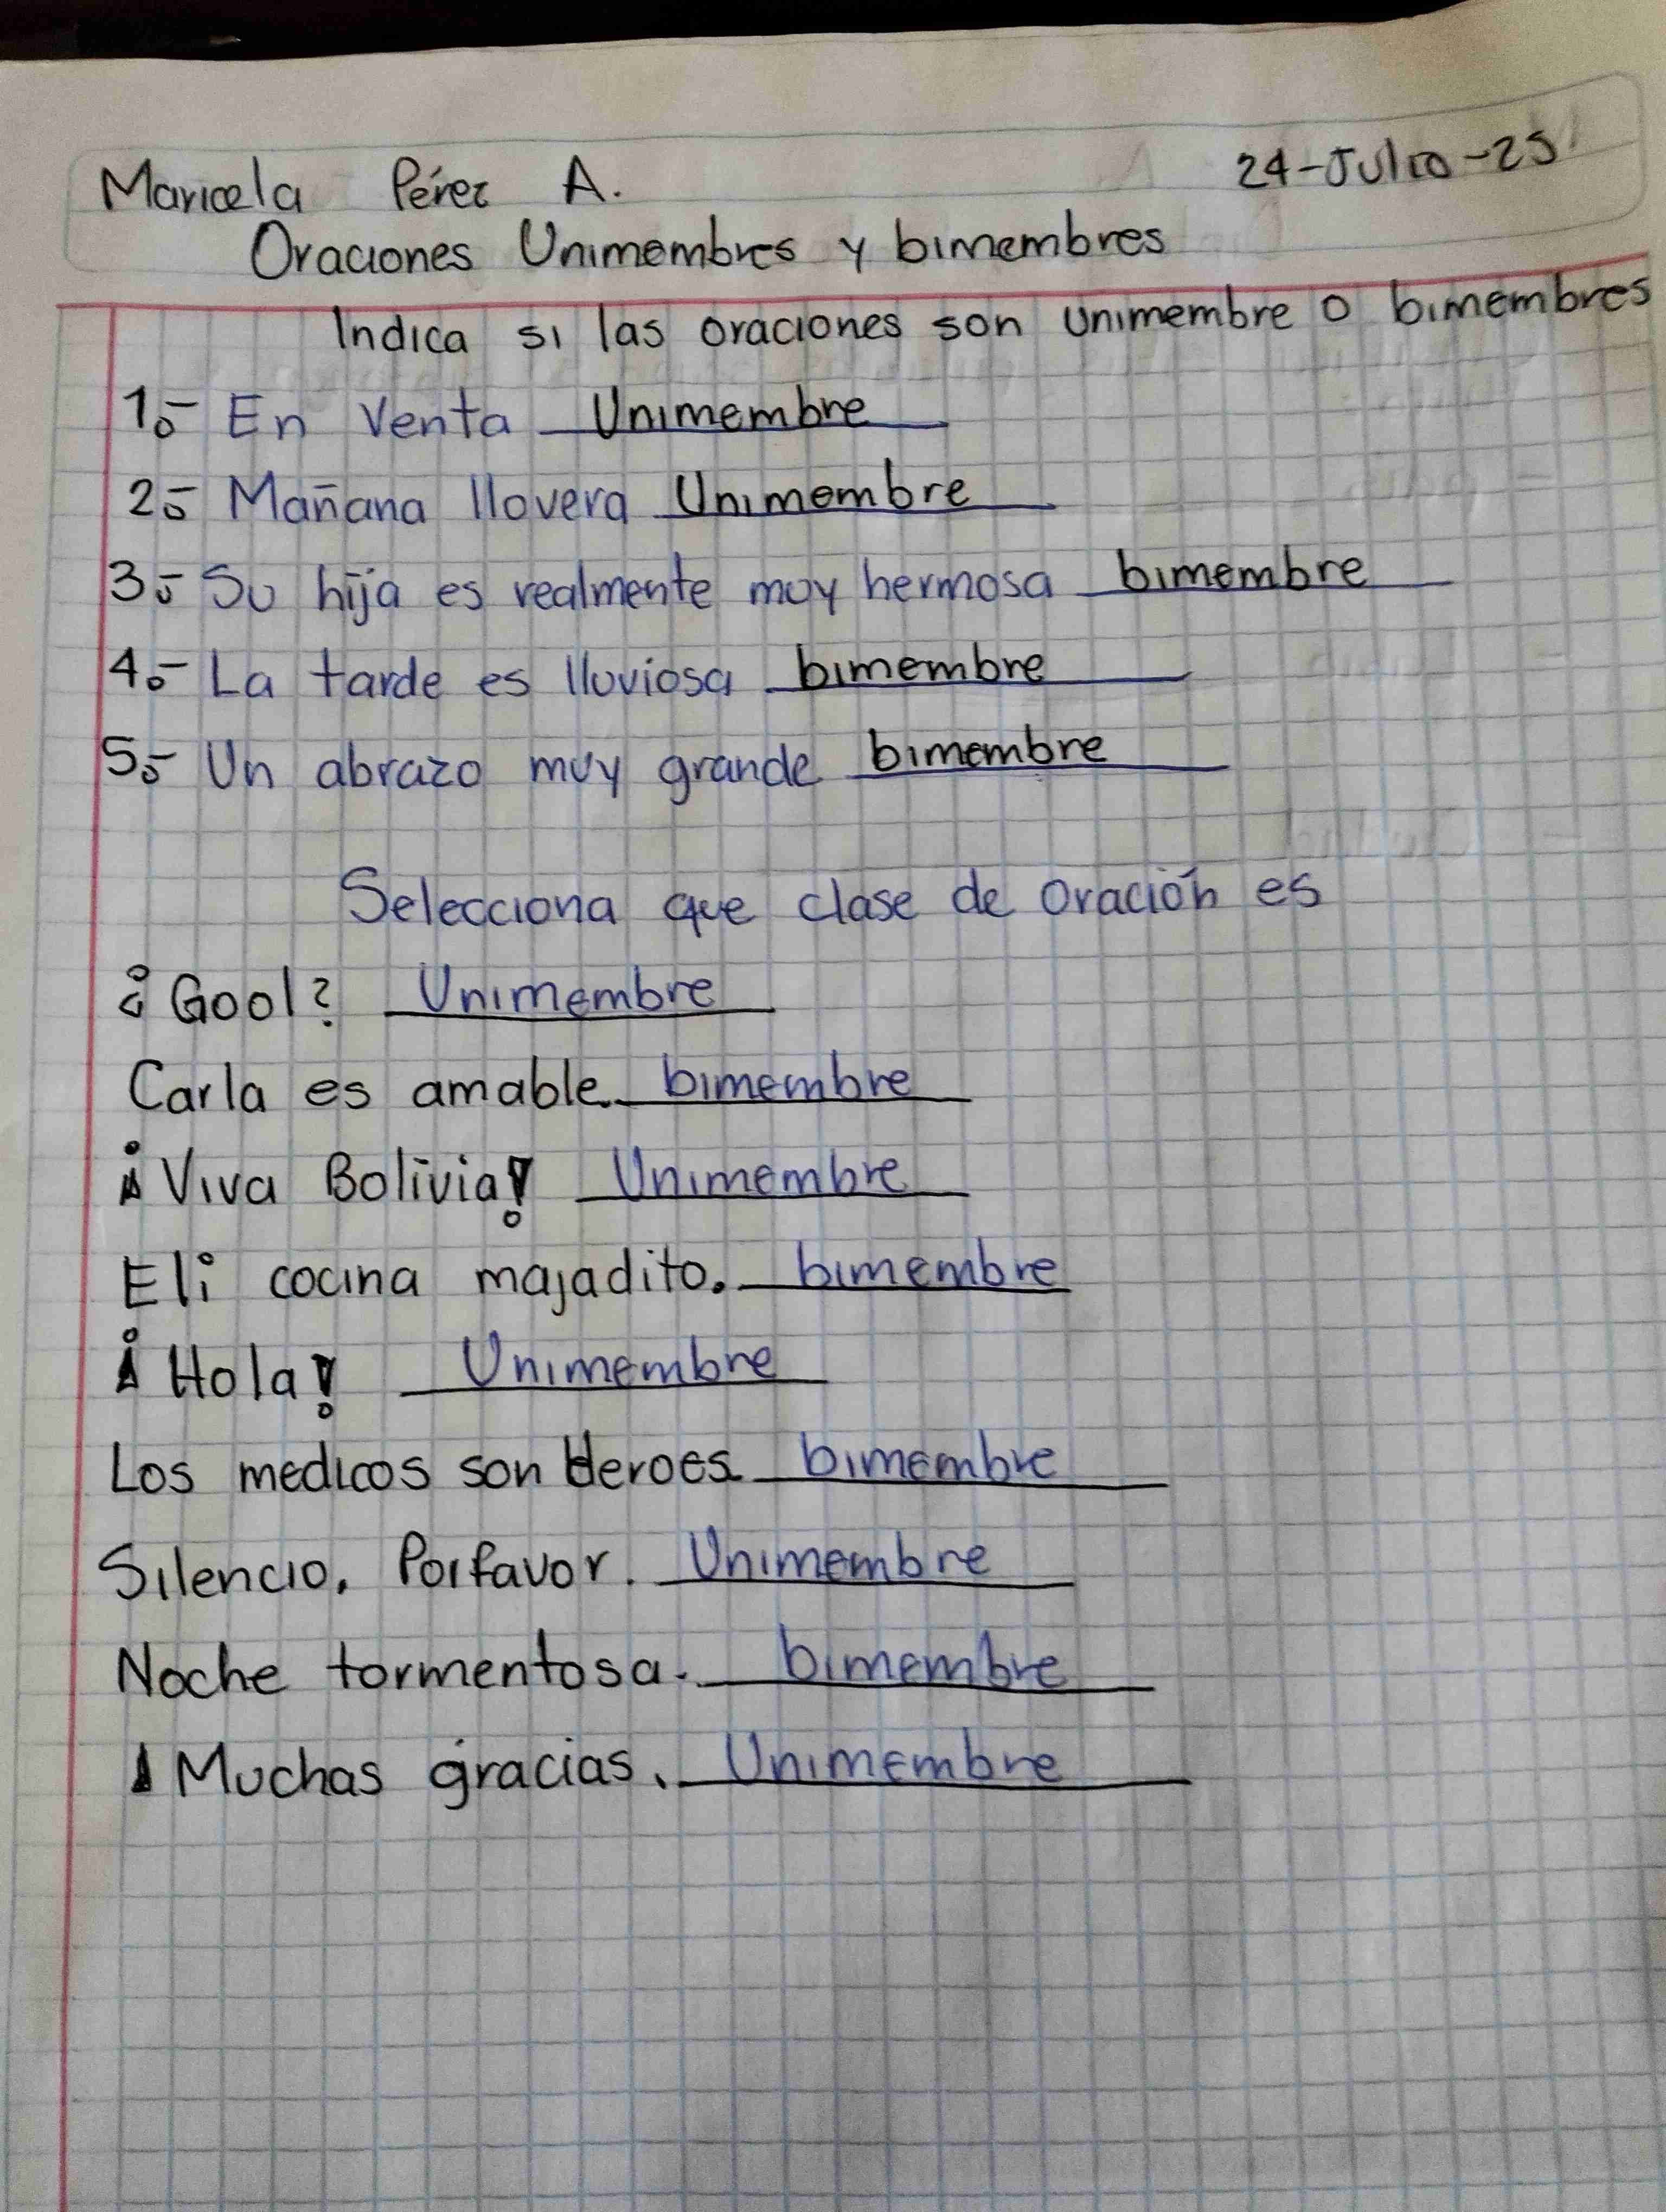 Maricela Pérez A. 24-Julio-25
Oraciones Unimembres y bimembres
Indica si las oraciones son unimembre o bimembres
1.- En Venta Unimembre
2.- Mañana llovera Unimembre
3.- Su hija es realmente muy hermosa bimembre
4.- La tarde es lluviosa bimembre
5.- Un abrazo muy grande bimembre
Selecciona que clase de oración es
¿Gool? Unimembre
Carla es amable. bimembre
¡Viva Bolivia! Unimembre
Eli cocina majadito. bimembre
¡Hola! Unimembre
Los medicos son Heroes. bimembre
Silencio, Porfavor. Unimembre
Noche tormentosa. bimembre
¡Muchas gracias. Unimembre